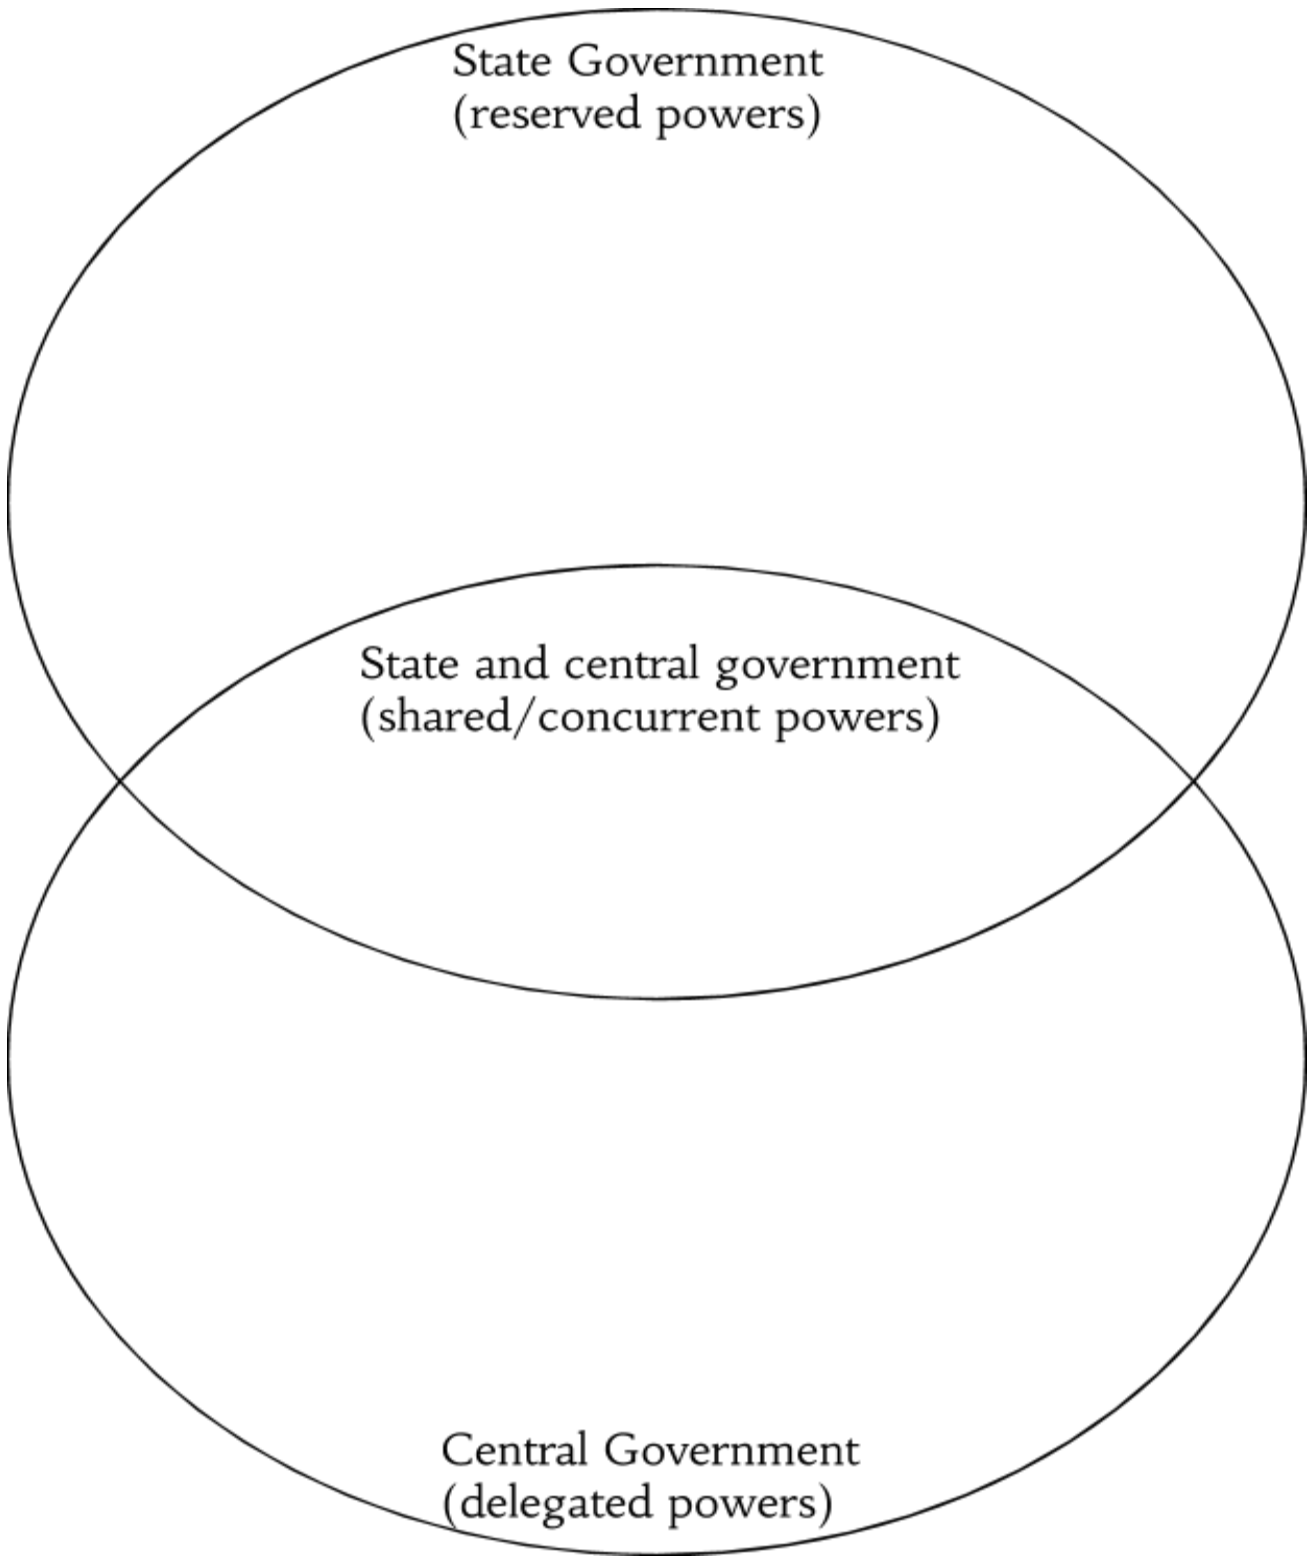 State Government
(reserved powers)
State and central government
(shared/concurrent powers)
Central Government
(delegated powers)